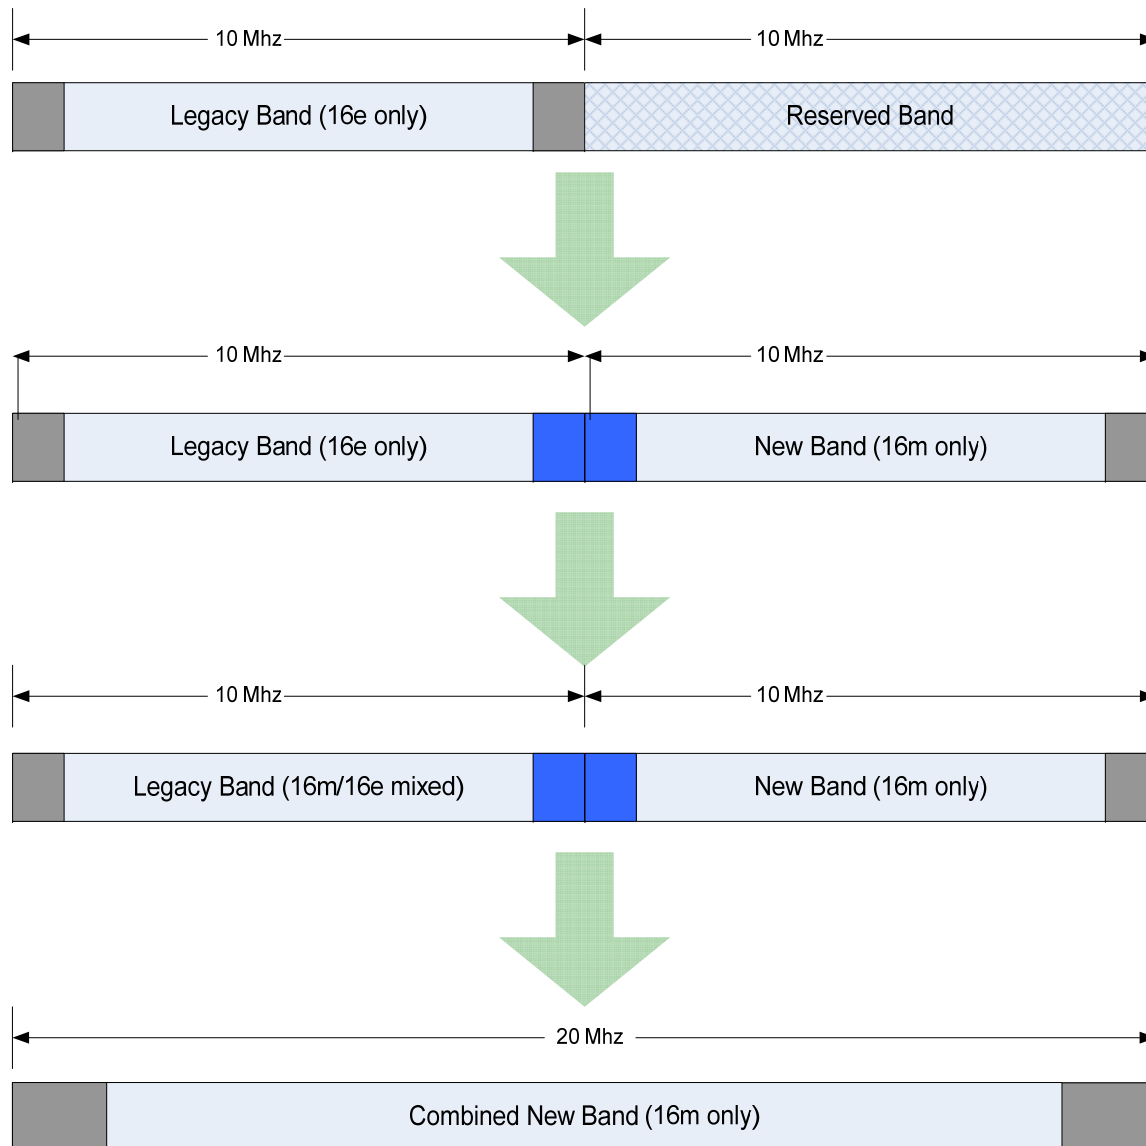 10 Mhz 10 Mhz
Legacy Band (16e only) Reserved Band
10 Mhz 10 Mhz
Legacy Band (16e only) New Band (16m only)
10 Mhz 10 Mhz
Legacy Band (16m/16e mixed) New Band (16m only)
20 Mhz
Combined New Band (16m only)